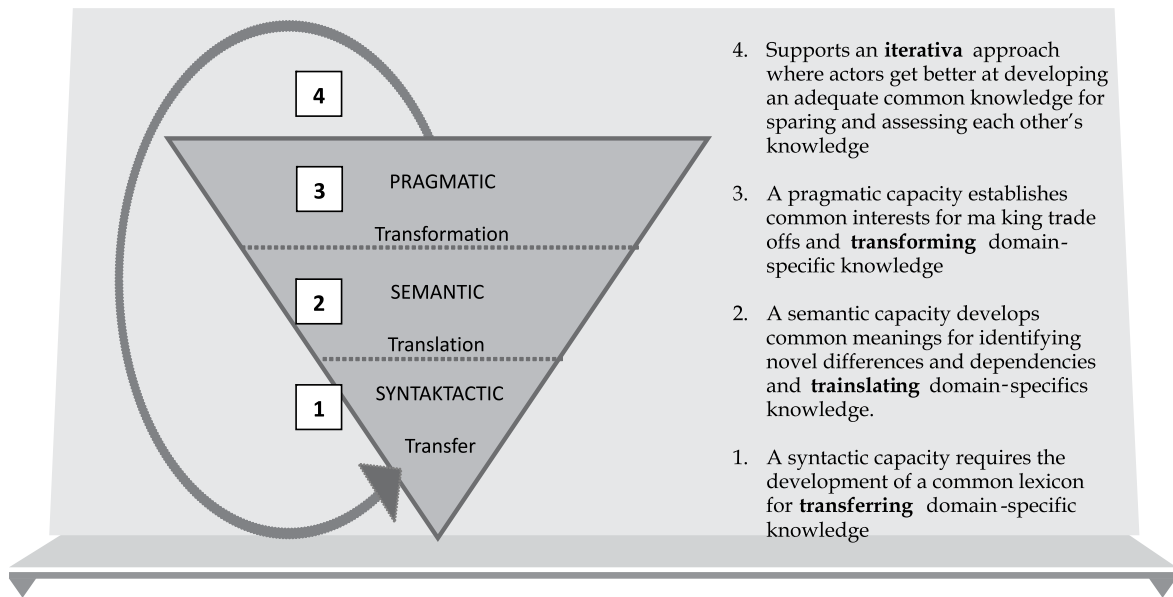 4
3
PRAGMATIC
Transformation
2
SEMANTIC
Translation
1
SYNTAKTACTIC
Transfer
4. Supports an iterativa approach
where actors get better at developing
an adequate common knowledge for
sparing and assessing each other's
knowledge
3. A pragmatic capacity establishes
common interests for ma king trade
offs and transforming domain-
specific knowledge
2. A semantic capacity develops
common meanings for identifying
novel differences and dependencies
and trainslating domain-specifics
knowledge.
1. A syntactic capacity requires the
development of a common lexicon
for transferring domain-specific
knowledge